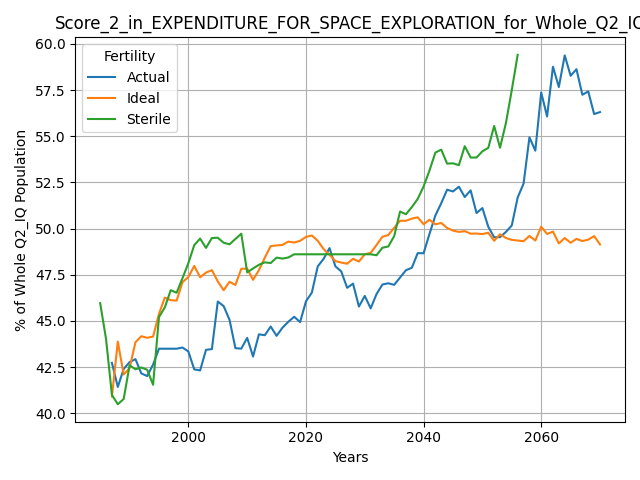 Score_2_in_EXPENDITURE_FOR_SPACE_EXPLORATION_for_Whole_Q2_IQ
Fertility
Actual
Ideal
Sterile
% of Whole Q2_IQ Population
60.0
57.5
55.0
52.5
50.0
47.5
45.0
42.5
40.0
2000
2020
2040
2060
Years